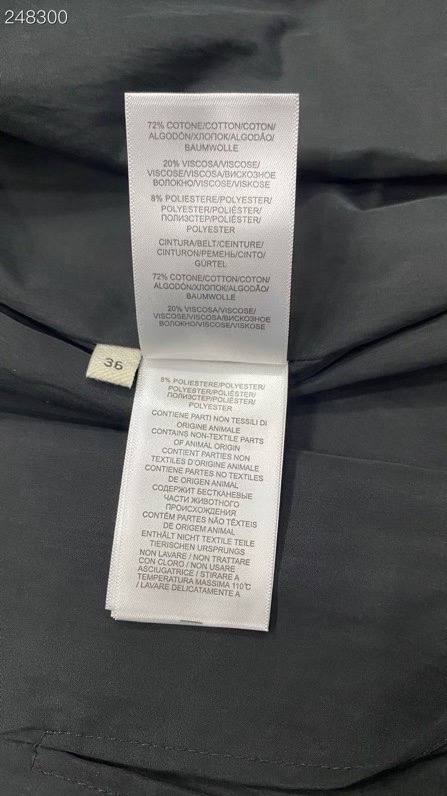 248300
72% COTONE/COTTON/COTON/
ALGODÓN/ХЛОПОК/ALGODÃO/
BAUMWOLLE
20% VISCOSA/VISCOSE/
VISCOSE/VISCOSA/ВИСКОЗНОЕ
ВОЛОКНО/VISCOSE/VISKOSE
8% POLIESTERE/POLYESTER/
POLYESTER/POLIÉSTER/
ПОЛИЭСТЕР/POLIÉSTER/
POLYESTER
CINTURA/BELT/CEINTURE/
CINTURON/РЕМЕНЬ/CINTO/
GÜRTEL
72% COTONE/COTTON/COTON/
ALGODÓN/ХЛОПОК/ALGODÃO/
BAUMWOLLE
20% VISCOSA/VISCOSE/
VISCOSE/VISCOSA/ВИСКОЗНОЕ
ВОЛОКНО/VISCOSE/VISKOSE
36
8% POLIESTERE/POLYESTER/
POLYESTER/POLIÉSTER/
ПОЛИЭСТЕР/POLIÉSTER/
POLYESTER
CONTIENE PARTI NON TESSILI DI
ORIGINE ANIMALE
CONTAINS NON-TEXTILE PARTS
OF ANIMAL ORIGIN
CONTIENT PARTIES NON
TEXTILES D'ORIGINE ANIMALE
CONTIENE PARTES NO TEXTILES
DE ORIGEN ANIMAL
СОДЕРЖИТ БЕСТКАНЕВЫЕ
ЧАСТИ ЖИВОТНОГО
ПРОИСХОЖДЕНИЯ
CONTÉM PARTES NÃO TÊXTEIS
DE ORIGEM ANIMAL
ENTHÄLT NICHT TEXTILE TEILE
TIERISCHEN URSPRUNGS
NON LAVARE / NON TRATTARE
CON CLORO / NON USARE
ASCIUGATRICE / STIRARE A
TEMPERATURA MASSIMA 110℃
/ LAVARE DELICATAMENTE A